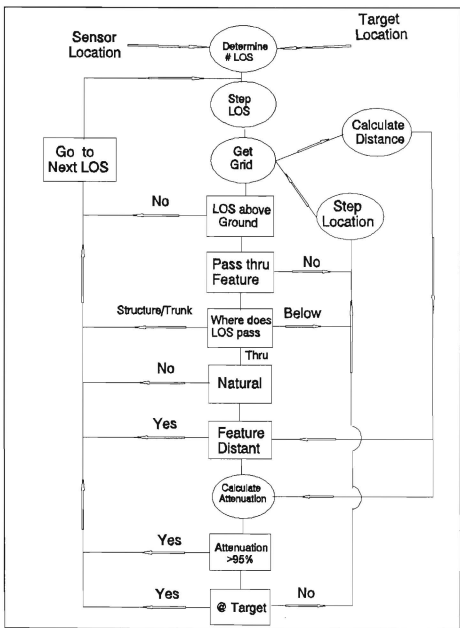 Sensor
Location
Target
Location
Determine
# LOS
Step
LOS
Calculate
Distance
Go to
Next LOS
Get
Grid
Step
Location
No
LOS above
Ground
Pass thru
Feature
No
Structure/Trunk
Where does
LOS pass
Below
Thru
No
Natural
Yes
Feature
Distant
Calculate
Attenuation
Yes
Attenuation
>95%
Yes
@ Target
No